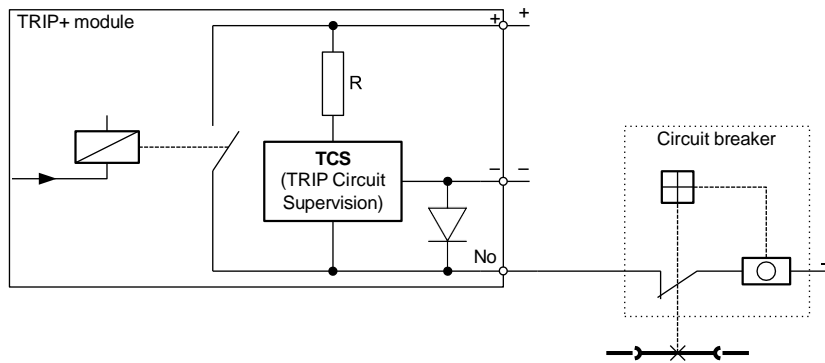 TRIP+ module
+ +
R
TCS
(TRIP Circuit
Supervision)
Circuit breaker
– –
No
–